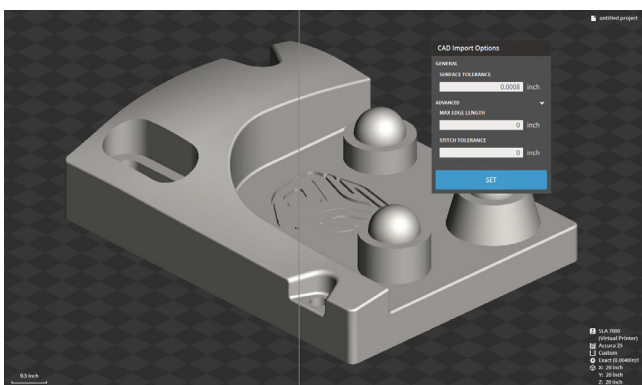 untitled project
CAD Import Options
GENERAL
SURFACE TOLERANCE
0.0008 inch
ADVANCED
MAX EDGE LENGTH
0 inch
STITCH TOLERANCE
0 inch
SET
SLA 7000
(Virtual Printer)
Accura 25
Custom
Exact (0.0040in)
X: 20 inch
Y: 20 inch
Z: 20 inch
0.5 inch